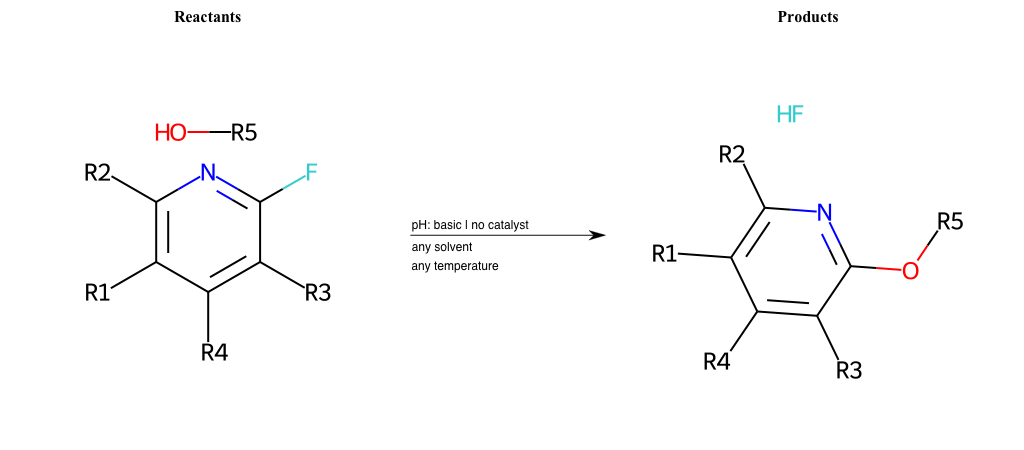 Reactants
Products
HO R5
R2 N F
R1 R3
R4
pH: basic | no catalyst
any solvent
any temperature
HF
R2
N R5
R1 O
R4 R3